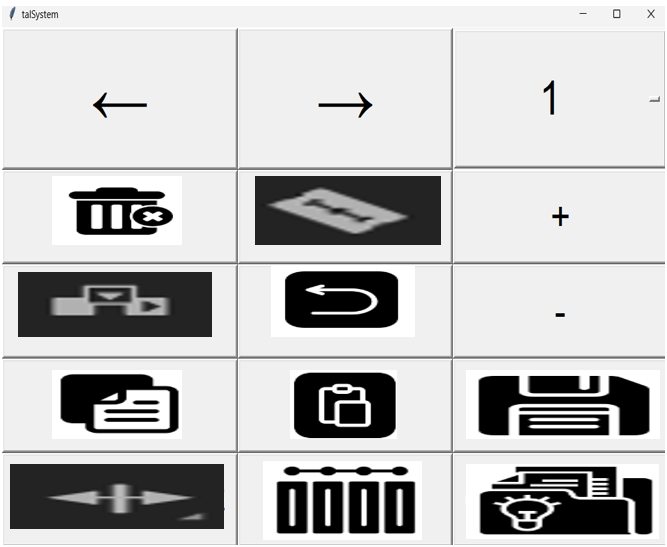 talSystem
← → 1
+
-